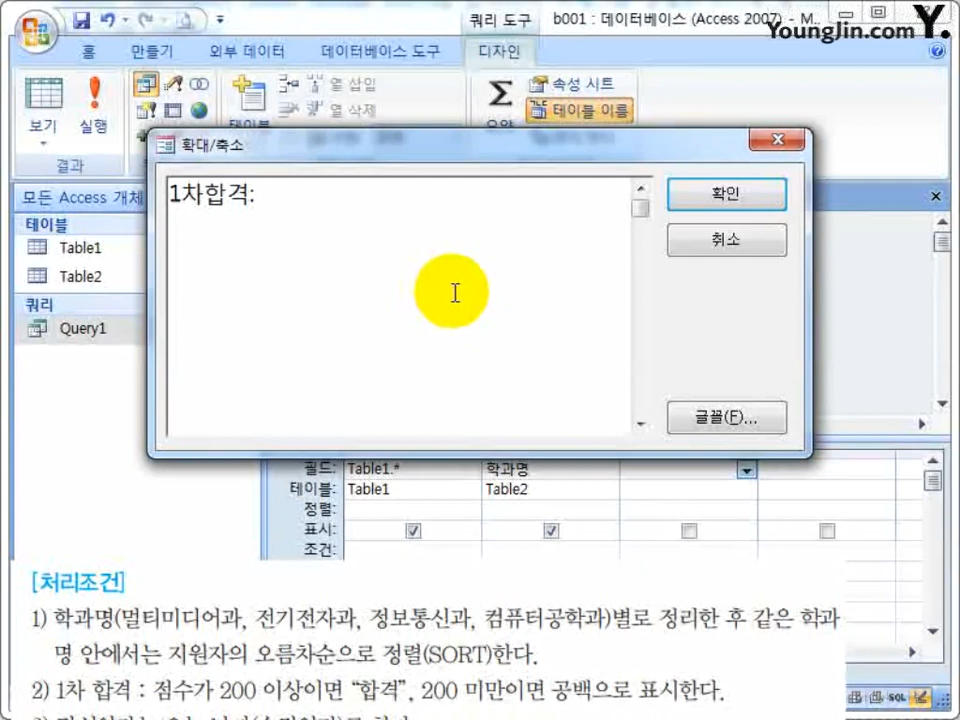 쿼리 도구
b001 : 데이터베이스 (Access 2007) - M..
YoungJin.com Y.
홈 만들기 외부 데이터 데이터베이스 도구 디자인
보기 실행 열 삽입 속성 시트
열 삭제 테이블 이름
결과
확대/축소
모든 Access 개체
1차합격:
확인
테이블
Table1
취소
Table2
쿼리
Query1
글꼴(F)...
필드: Table1.* 학과명
테이블: Table1 Table2
정렬:
표시:
조건:
[처리조건]
1) 학과명(멀티미디어과, 전기전자과, 정보통신과, 컴퓨터공학과)별로 정리한 후 같은 학과
명 안에서는 지원자의 오름차순으로 정렬(SORT)한다.
2) 1차 합격 : 점수가 200 이상이면 “합격”, 200 미만이면 공백으로 표시한다.
SQL